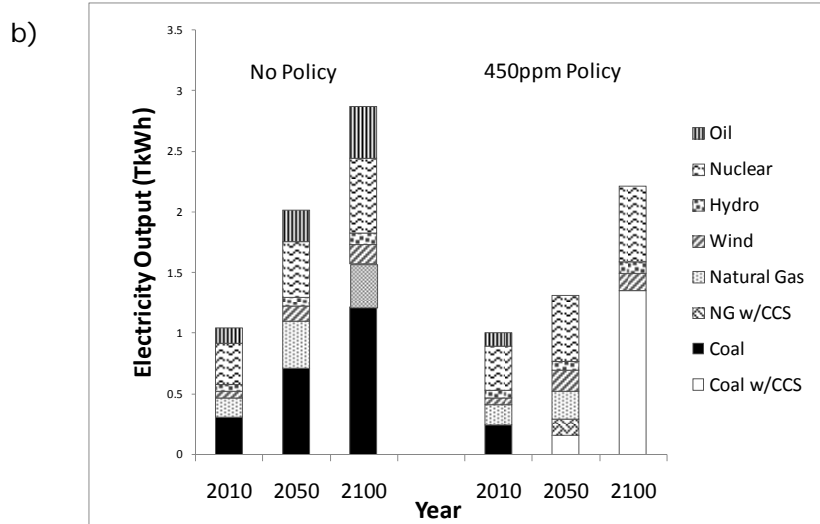 b)
Electricity Output (TkWh)
3.5
3
2.5
2
1.5
1
0.5
0
No Policy
450ppm Policy
2010 2050 2100 2010 2050 2100
Year
Oil
Nuclear
Hydro
Wind
Natural Gas
NG w/CCS
Coal
Coal w/CCS